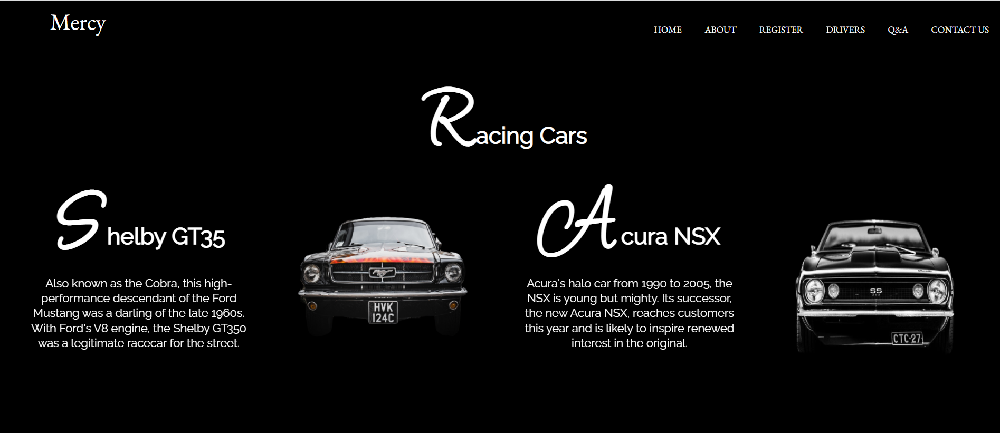 Mercy
HOME ABOUT REGISTER DRIVERS Q&A CONTACT US
Racing Cars
Shelby GT35
Also known as the Cobra, this high-
performance descendant of the Ford
Mustang was a darling of the late 1960s.
With Ford's V8 engine, the Shelby GT350
was a legitimate racecar for the street.
HVK
124C
Acura NSX
Acura's halo car from 1990 to 2005, the
NSX is young but mighty. Its successor,
the new Acura NSX, reaches customers
this year and is likely to inspire renewed
interest in the original.
Chevrolet
SS
350
CTC·27